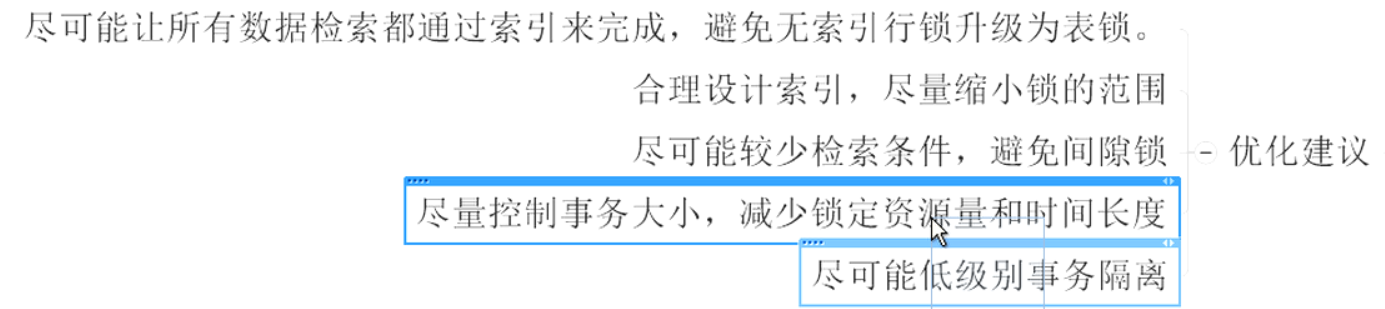 尽可能让所有数据检索都通过索引来完成，避免无索引行锁升级为表锁。
合理设计索引，尽量缩小锁的范围
尽可能较少检索条件，避免间隙锁
优化建议
尽量控制事务大小，减少锁定资源量和时间长度
尽可能低级别事务隔离